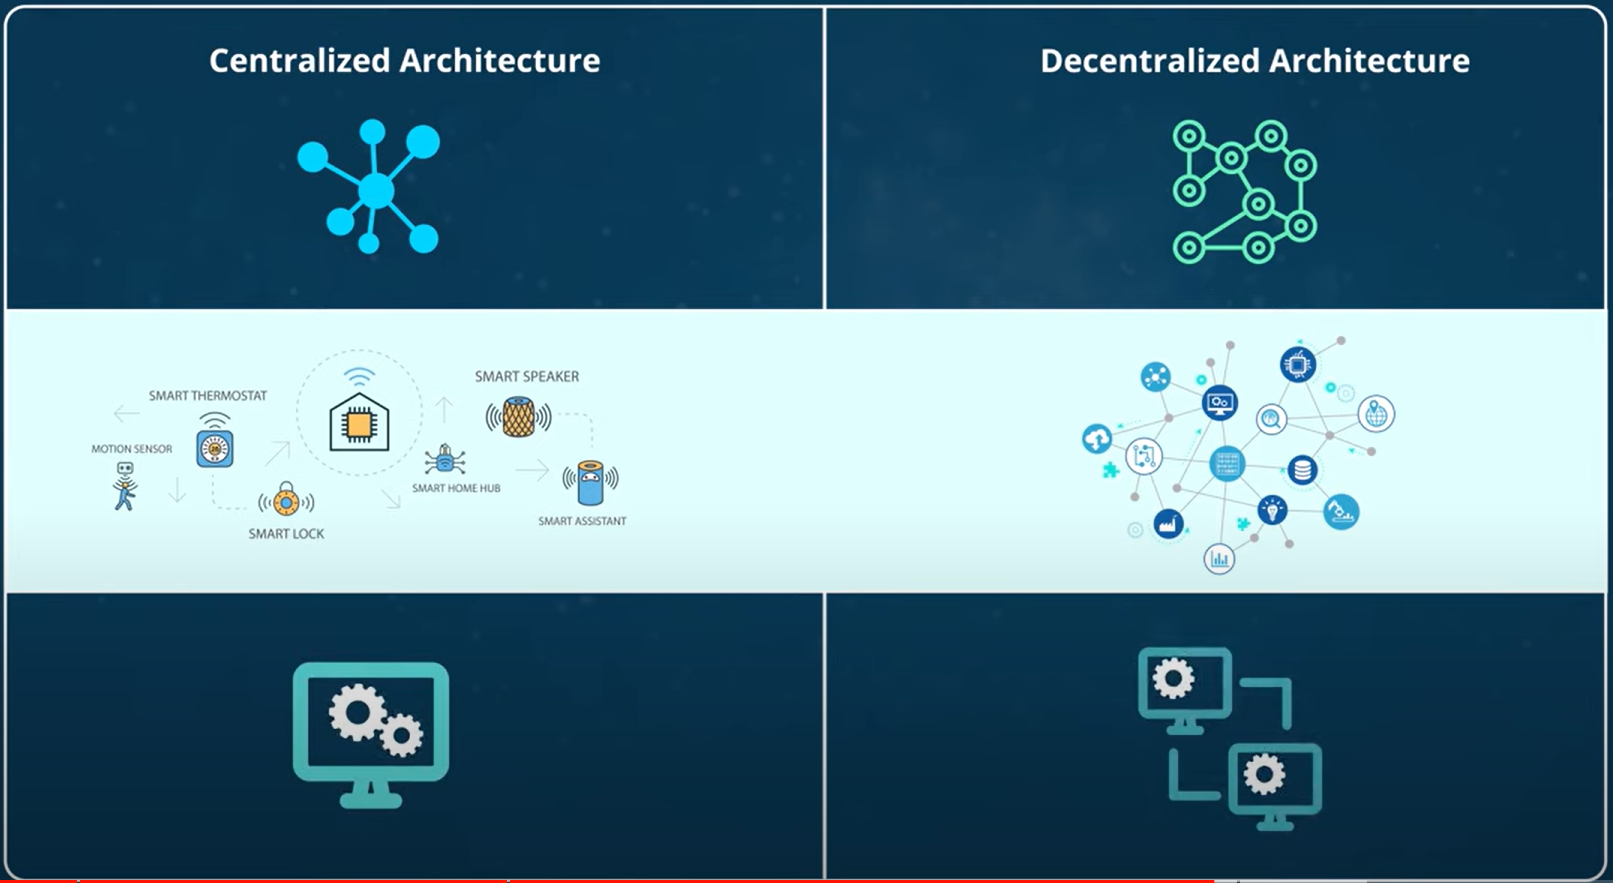 Centralized Architecture
Decentralized Architecture
SMART THERMOSTAT
SMART SPEAKER
MOTION SENSOR
SMART HOME HUB
SMART LOCK
SMART ASSISTANT